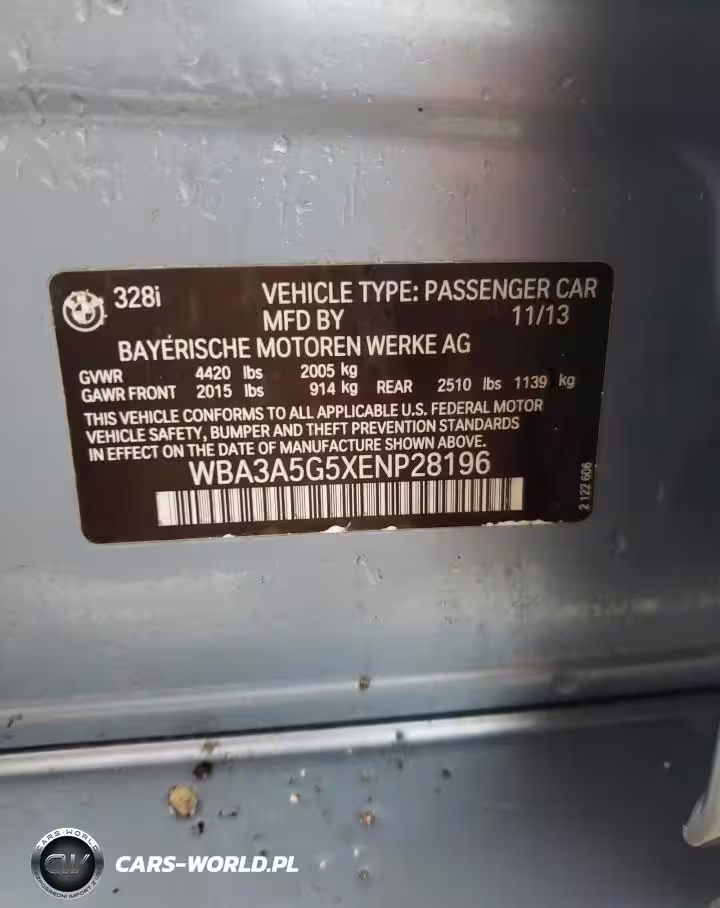 328i VEHICLE TYPE: PASSENGER CAR
MFD BY 11/13
BAYERISCHE MOTOREN WERKE AG
GVWR 4420 lbs 2005 kg
GAWR FRONT 2015 lbs 914 kg REAR 2510 lbs 1139 kg
THIS VEHICLE CONFORMS TO ALL APPLICABLE U.S. FEDERAL MOTOR
VEHICLE SAFETY, BUMPER AND THEFT PREVENTION STANDARDS
IN EFFECT ON THE DATE OF MANUFACTURE SHOWN ABOVE.
WBA3A5G5XENP28196
2 122 606
CARS-WORLD
CW
CARS-WORLD.PL